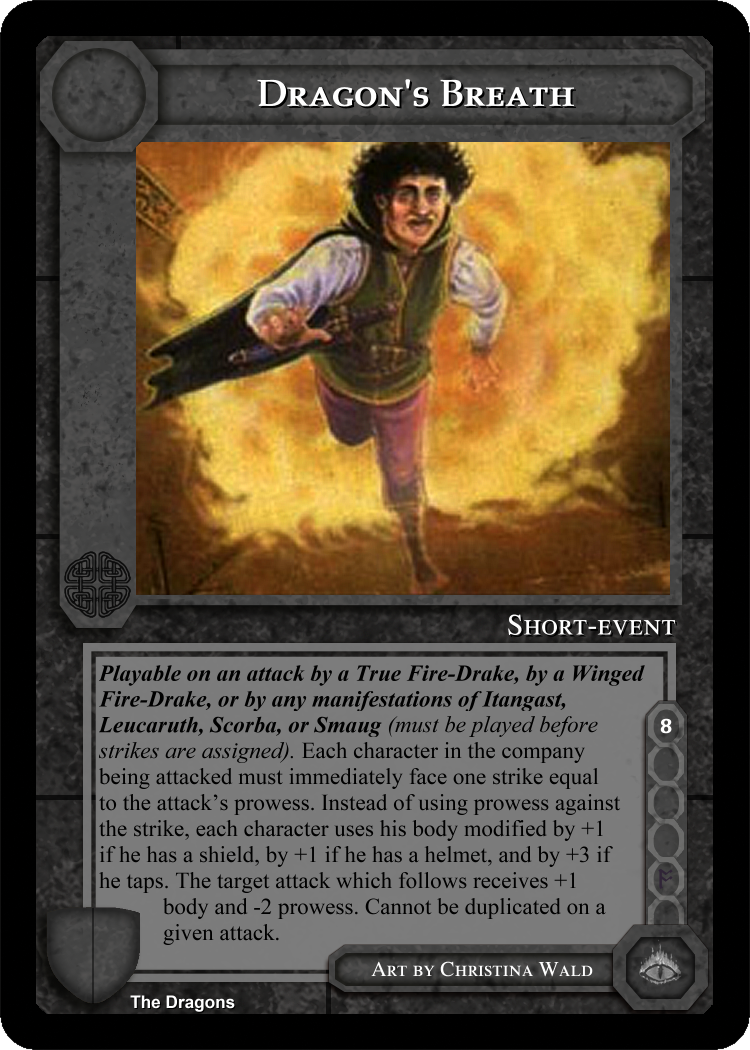 Dragon's Breath
Short-event
Playable on an attack by a True Fire-Drake, by a Winged
Fire-Drake, or by any manifestations of Itangast,
Leucaruth, Scorba, or Smaug (must be played before
strikes are assigned). Each character in the company
being attacked must immediately face one strike equal
to the attack’s prowess. Instead of using prowess against
the strike, each character uses his body modified by +1
if he has a shield, by +1 if he has a helmet, and by +3 if
he taps. The target attack which follows receives +1
body and -2 prowess. Cannot be duplicated on a
given attack.
8
Art by Christina Wald
The Dragons